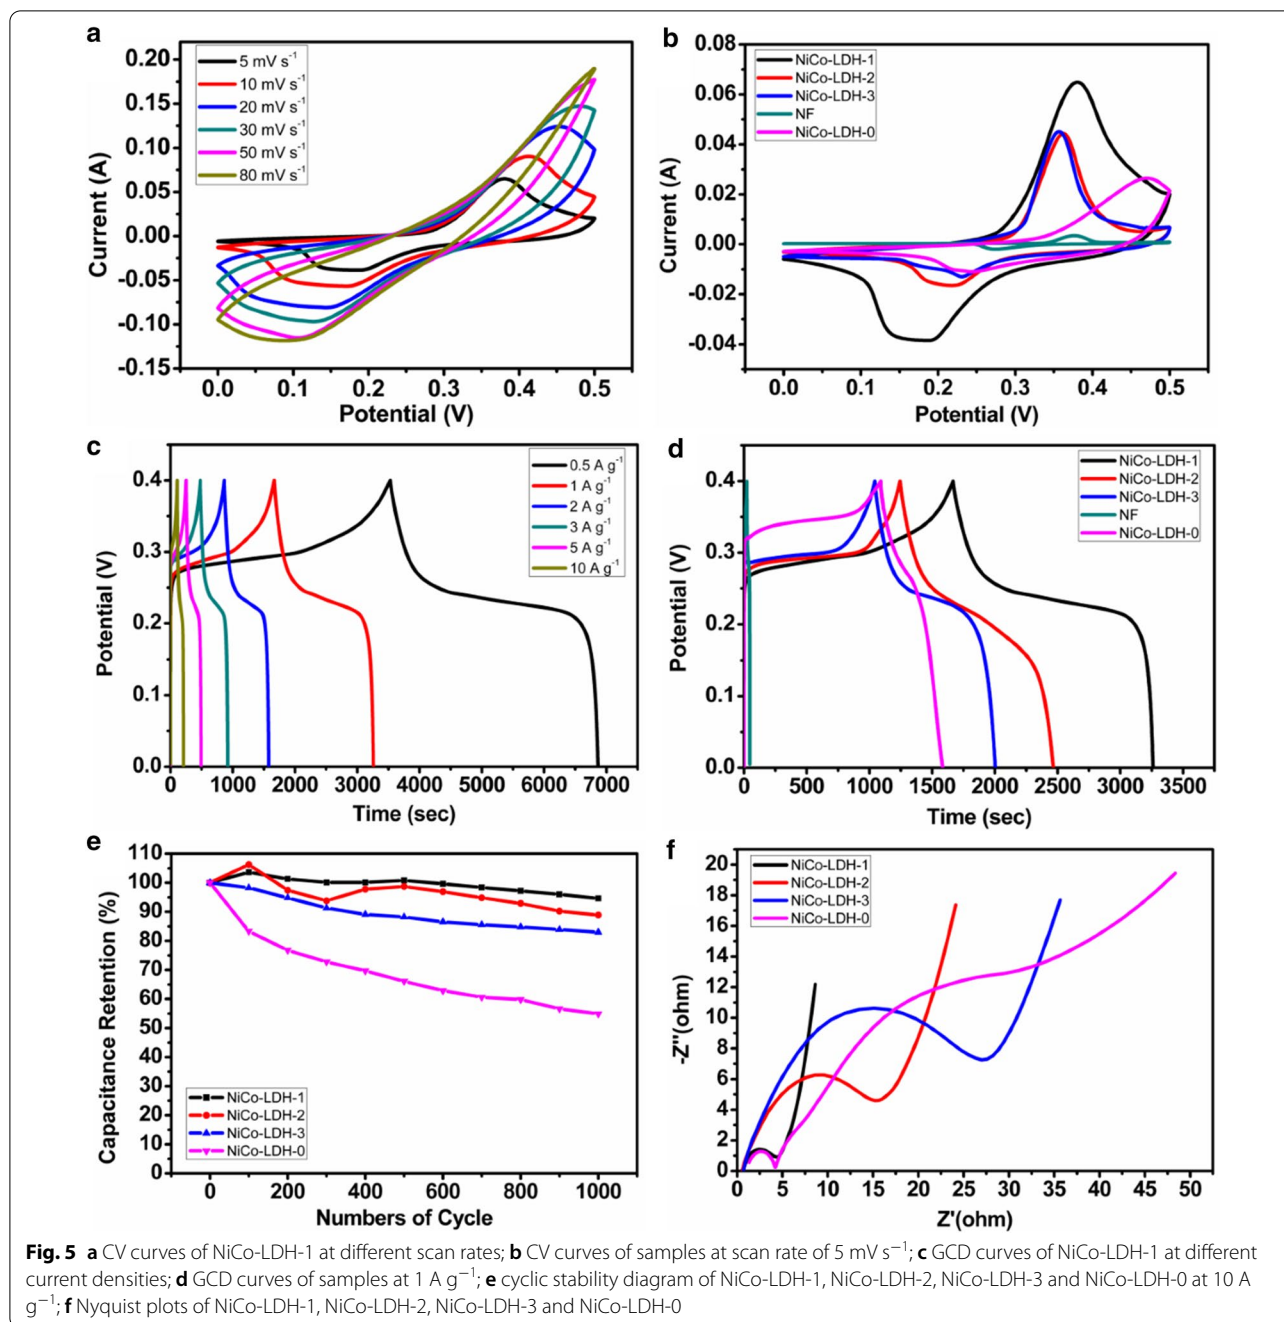 a
0.20
0.15
0.10
0.05
0.00
-0.05
-0.10
-0.15
Current (A)
5 mV s⁻¹
10 mV s⁻¹
20 mV s⁻¹
30 mV s⁻¹
50 mV s⁻¹
80 mV s⁻¹
0.0 0.1 0.2 0.3 0.4 0.5
Potential (V)
b
0.08
0.06
0.04
0.02
0.00
-0.02
-0.04
Current (A)
NiCo-LDH-1
NiCo-LDH-2
NiCo-LDH-3
NF
NiCo-LDH-0
0.0 0.1 0.2 0.3 0.4 0.5
Potential (V)
c
0.4
0.3
0.2
0.1
0.0
Potential (V)
0.5 A g⁻¹
1 A g⁻¹
2 A g⁻¹
3 A g⁻¹
5 A g⁻¹
10 A g⁻¹
0 1000 2000 3000 4000 5000 6000 7000
Time (sec)
d
0.4
0.3
0.2
0.1
0.0
Potential (V)
NiCo-LDH-1
NiCo-LDH-2
NiCo-LDH-3
NF
NiCo-LDH-0
0 500 1000 1500 2000 2500 3000 3500
Time (sec)
e
110
100
90
80
70
60
50
40
30
20
10
0
Capacitance Retention (%)
NiCo-LDH-1
NiCo-LDH-2
NiCo-LDH-3
NiCo-LDH-0
0 200 400 600 800 1000
Numbers of Cycle
f
20
18
16
14
12
10
8
6
4
2
0
-Z''(ohm)
NiCo-LDH-1
NiCo-LDH-2
NiCo-LDH-3
NiCo-LDH-0
0 5 10 15 20 25 30 35 40 45 50
Z'(ohm)
Fig. 5 a CV curves of NiCo-LDH-1 at different scan rates; b CV curves of samples at scan rate of 5 mV s⁻¹; c GCD curves of NiCo-LDH-1 at different
current densities; d GCD curves of samples at 1 A g⁻¹; e cyclic stability diagram of NiCo-LDH-1, NiCo-LDH-2, NiCo-LDH-3 and NiCo-LDH-0 at 10 A
g⁻¹; f Nyquist plots of NiCo-LDH-1, NiCo-LDH-2, NiCo-LDH-3 and NiCo-LDH-0